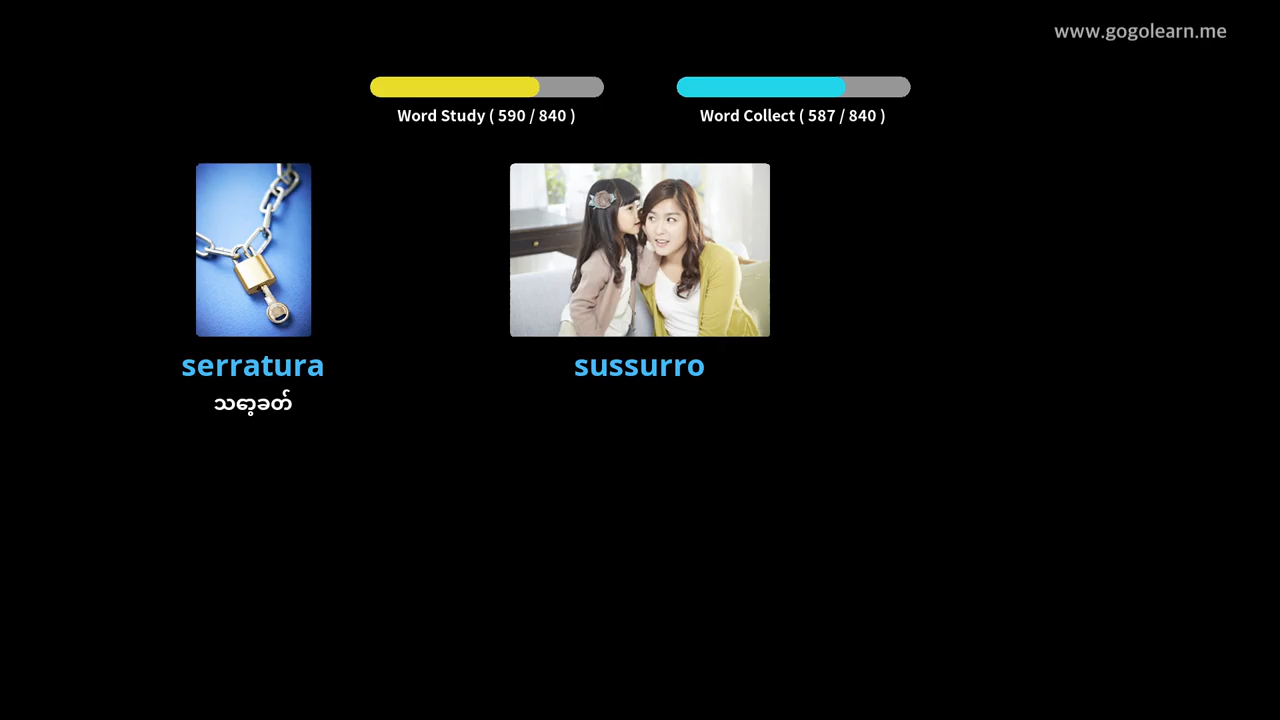 www.gogolearn.me
Word Study ( 590 / 840 )
Word Collect ( 587 / 840 )
serratura
သော့ခတ်
sussurro